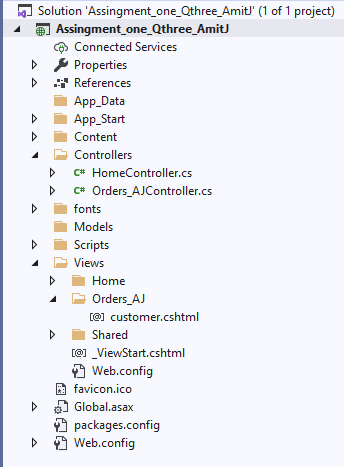 Solution 'Assingment_one_Qthree_AmitJ' (1 of 1 project)
Assingment_one_Qthree_AmitJ
Connected Services
Properties
References
App_Data
App_Start
Content
Controllers
C# HomeController.cs
C# Orders_AJController.cs
fonts
Models
Scripts
Views
Home
Orders_AJ
[@] customer.cshtml
Shared
[@] _ViewStart.cshtml
Web.config
favicon.ico
Global.asax
packages.config
Web.config